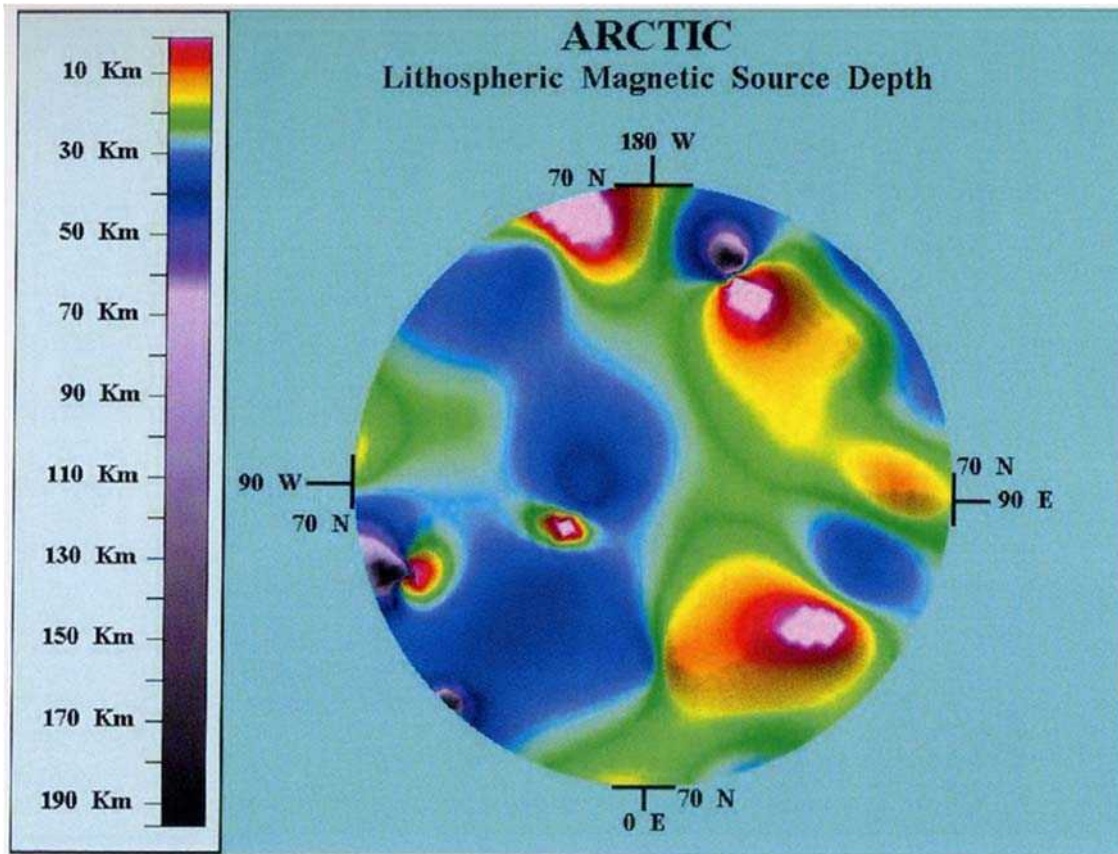 ARCTIC
Lithospheric Magnetic Source Depth
10 Km
30 Km
50 Km
70 Km
90 Km
110 Km
130 Km
150 Km
170 Km
190 Km
180 W
70 N
90 W
70 N
70 N
90 E
70 N
0 E